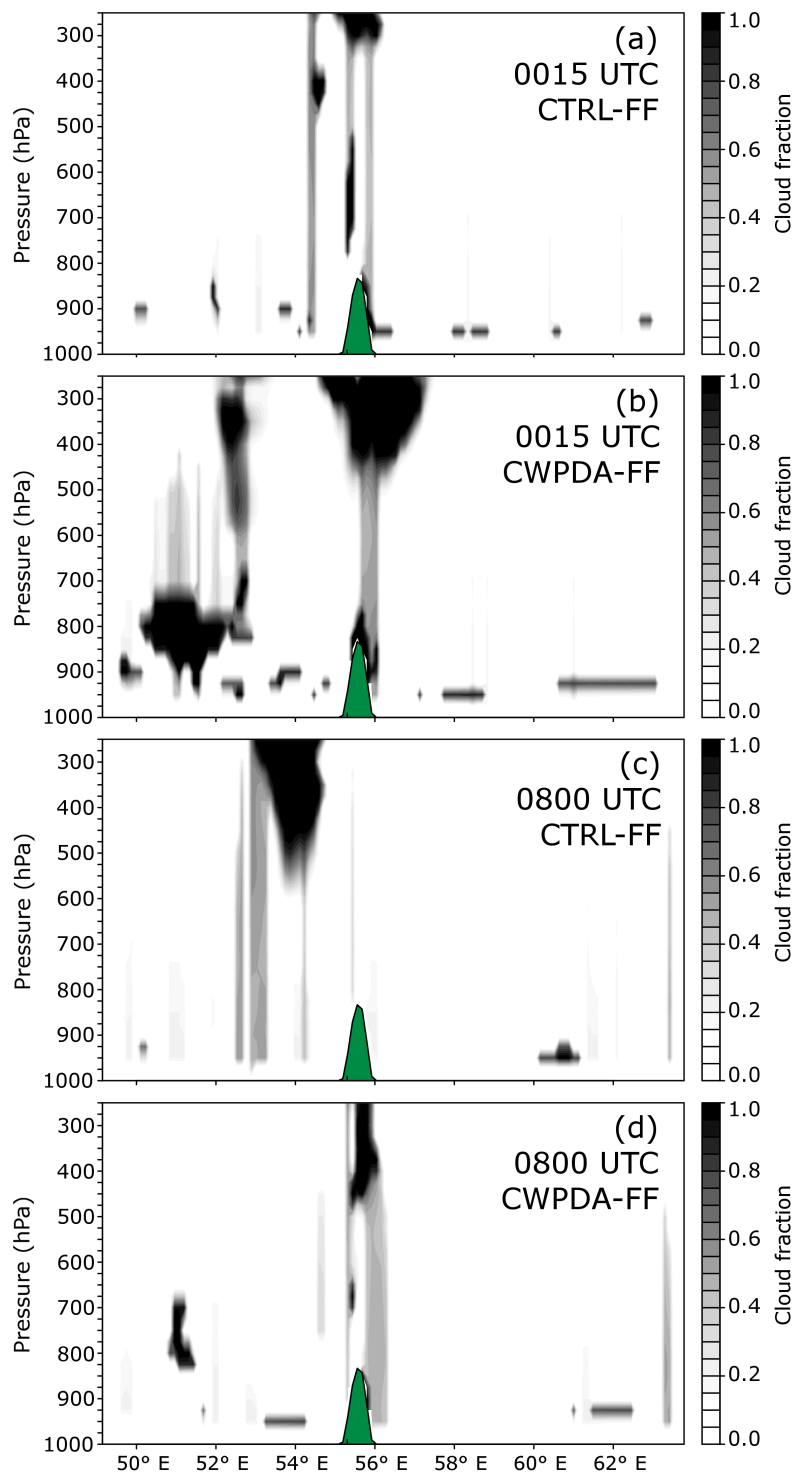 (a)
0015 UTC
CTRL-FF
Pressure (hPa)
300
400
500
600
700
800
900
1000
1.0
0.8
0.6
0.4
0.2
0.0
Cloud fraction
(b)
0015 UTC
CWPDA-FF
Pressure (hPa)
300
400
500
600
700
800
900
1000
1.0
0.8
0.6
0.4
0.2
0.0
Cloud fraction
(c)
0800 UTC
CTRL-FF
Pressure (hPa)
300
400
500
600
700
800
900
1000
1.0
0.8
0.6
0.4
0.2
0.0
Cloud fraction
(d)
0800 UTC
CWPDA-FF
Pressure (hPa)
300
400
500
600
700
800
900
1000
1.0
0.8
0.6
0.4
0.2
0.0
Cloud fraction
50° E 52° E 54° E 56° E 58° E 60° E 62° E